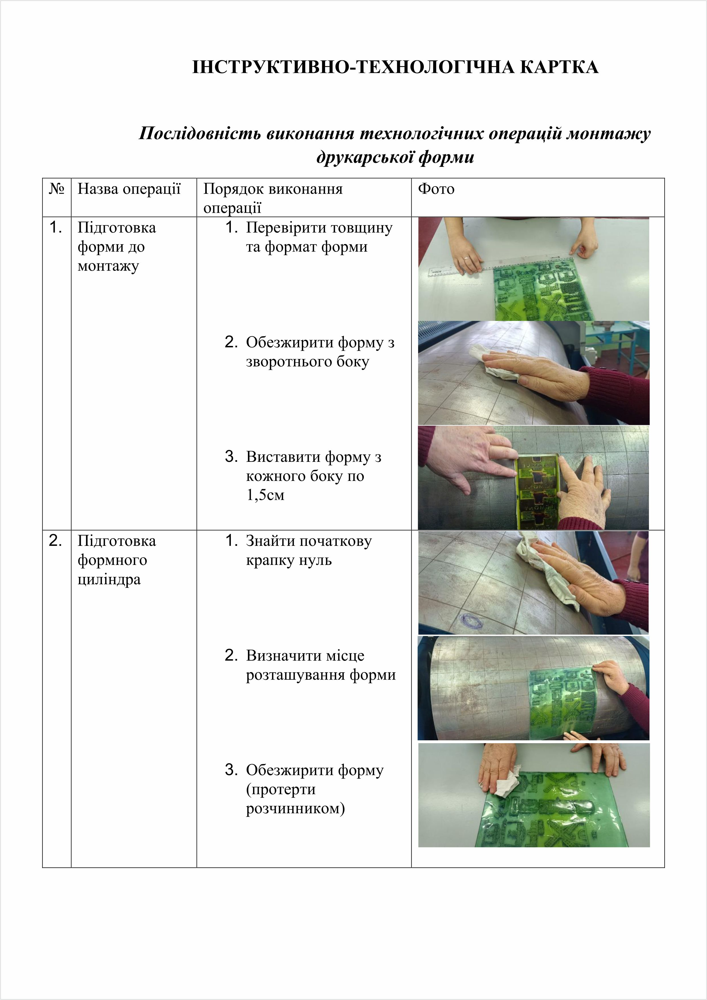 ІНСТРУКТИВНО-ТЕХНОЛОГІЧНА КАРТКА
Послідовність виконання технологічних операцій монтажу
друкарської форми
№ Назва операції Порядок виконання
операції
Фото
1. Підготовка
форми до
монтажу
1. Перевірити товщину
та формат форми
2. Обезжирити форму з
зворотнього боку
3. Виставити форму з
кожного боку по
1,5см
2. Підготовка
формного
циліндра
1. Знайти початкову
крапку нуль
2. Визначити місце
розташування форми
3. Обезжирити форму
(протерти
розчинником)